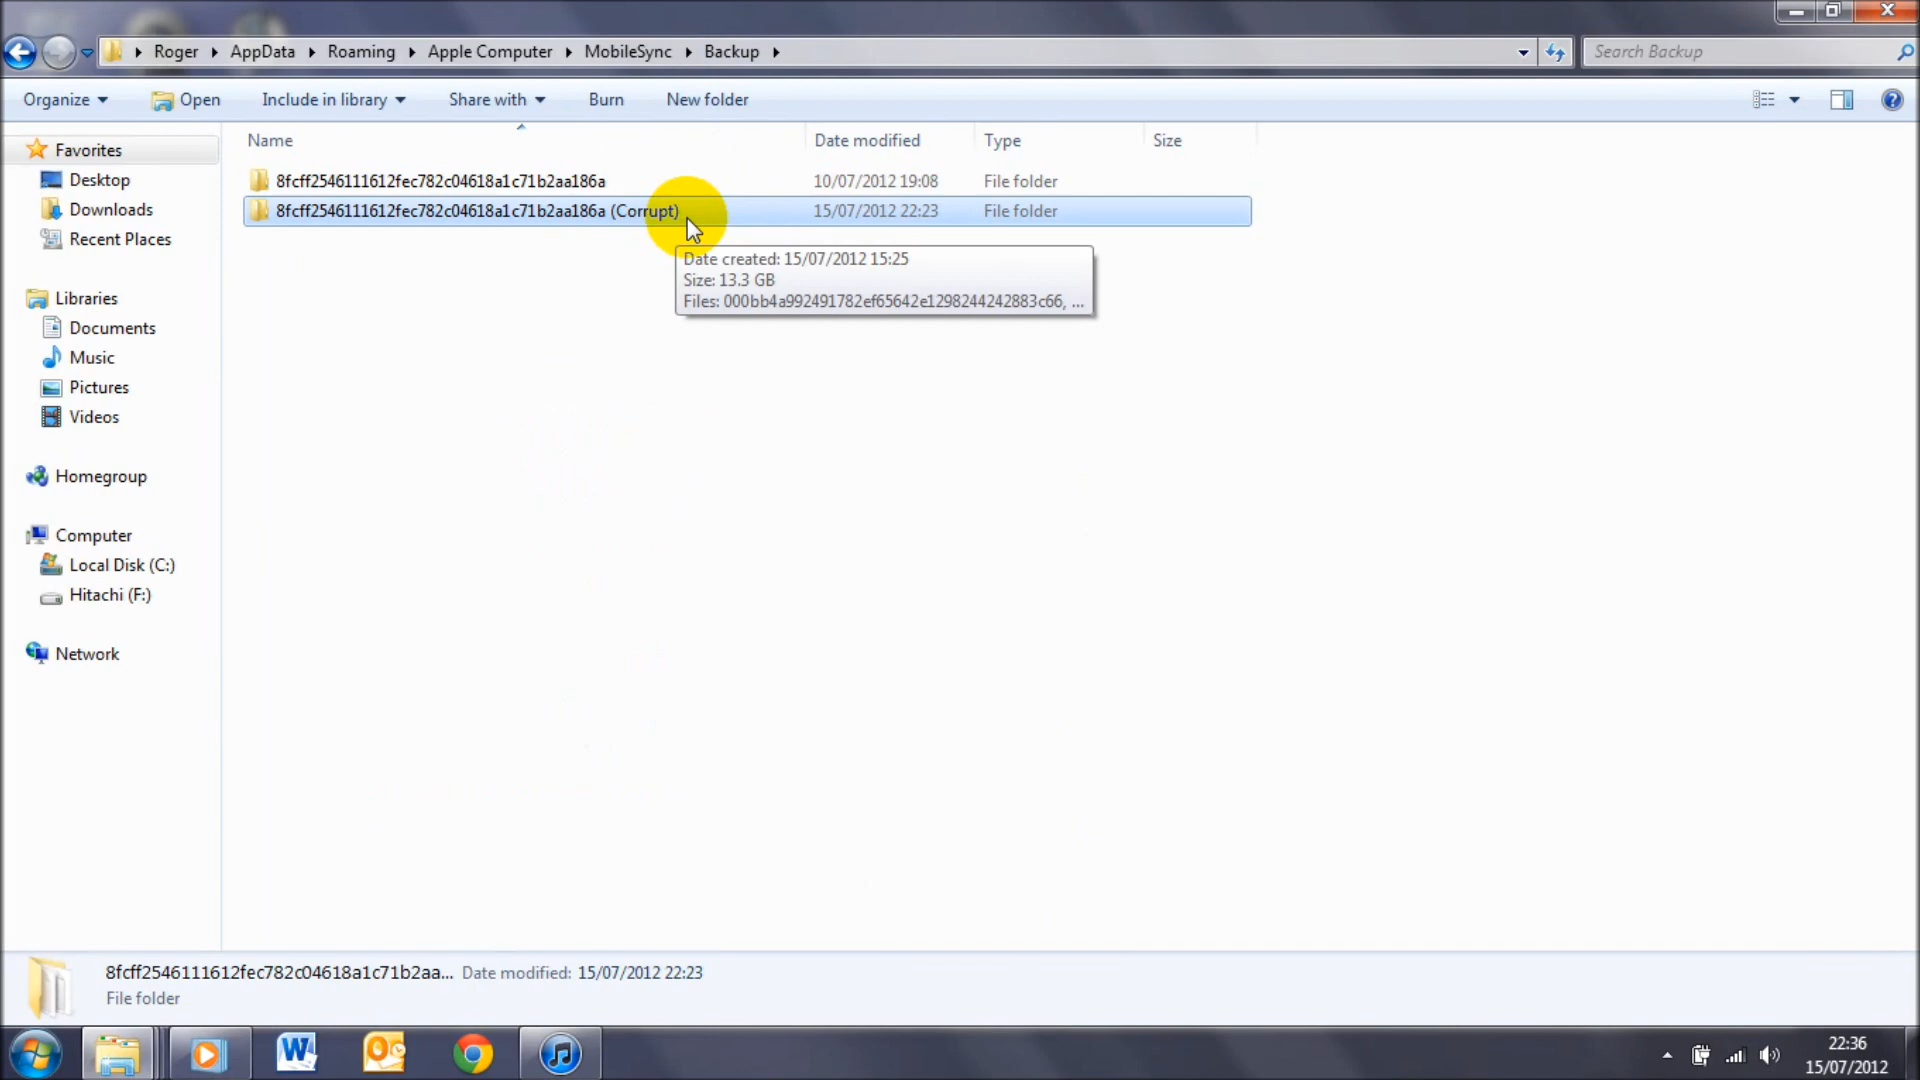 Roger AppData Roaming Apple Computer MobileSync Backup
Search Backup
Organize Open Include in library Share with Burn New folder
Name Date modified Type Size
8fcff2546111612fec782c04618a1c71b2aa186a 10/07/2012 19:08 File folder
8fcff2546111612fec782c04618a1c71b2aa186a (Corrupt) 15/07/2012 22:23 File folder
Date created: 15/07/2012 15:25
Size: 13.3 GB
Files: 000bb4a992491782ef65642e1298244242883c66, ...
Favorites
Desktop
Downloads
Recent Places
Libraries
Documents
Music
Pictures
Videos
Homegroup
Computer
Local Disk (C:)
Hitachi (F:)
Network
8fcff2546111612fec782c04618a1c71b2aa... Date modified: 15/07/2012 22:23
File folder
22:36
15/07/2012